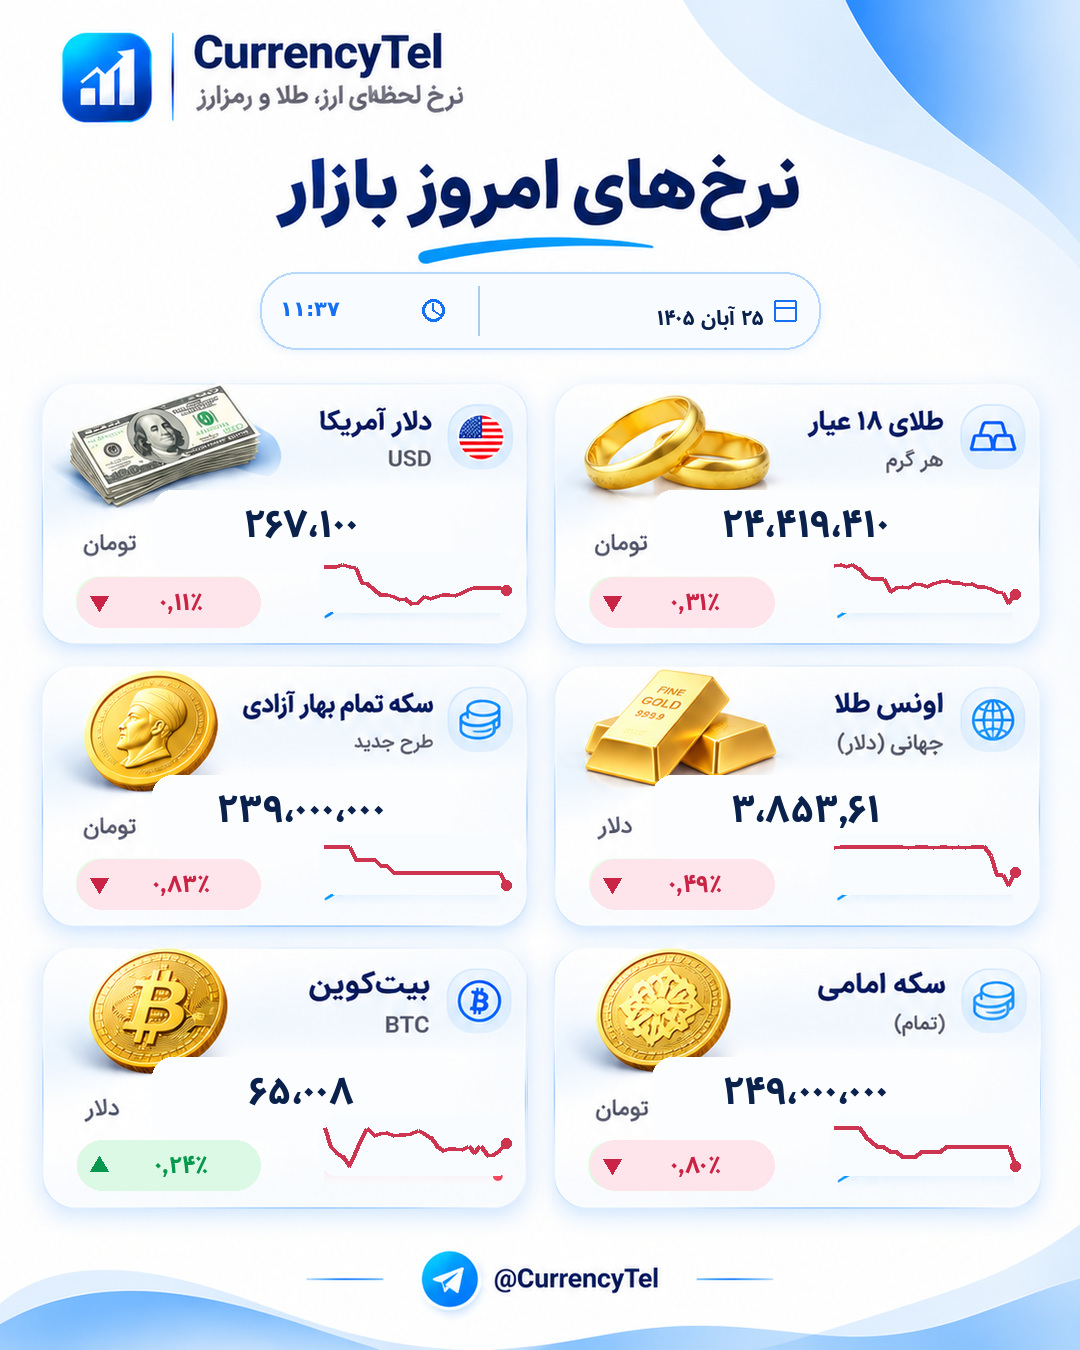 CurrencyTel
نرخ لحظه‌ای ارز، طلا و رمزارز
نرخ‌های امروز بازار
۲۵ آبان ۱۴۰۵
۱۱:۳۷
طلای ۱۸ عیار
هر گرم
۲۴،۴۱۹،۴۱۰
تومان
۰,۳۱٪
دلار آمریکا
USD
۲۶۷،۱۰۰
تومان
۰,۱۱٪
اونس طلا
جهانی (دلار)
FINE
GOLD
999.9
۳،۸۵۳,۶۱
دلار
۰,۴۹٪
سکه تمام بهار آزادی
طرح جدید
۲۳۹،۰۰۰،۰۰۰
تومان
۰,۸۳٪
سکه امامی
(تمام)
۲۴۹،۰۰۰،۰۰۰
تومان
۰,۸۰٪
بیت‌کوین
BTC
۶۵،۰۰۸
دلار
۰,۲۴٪
@CurrencyTel